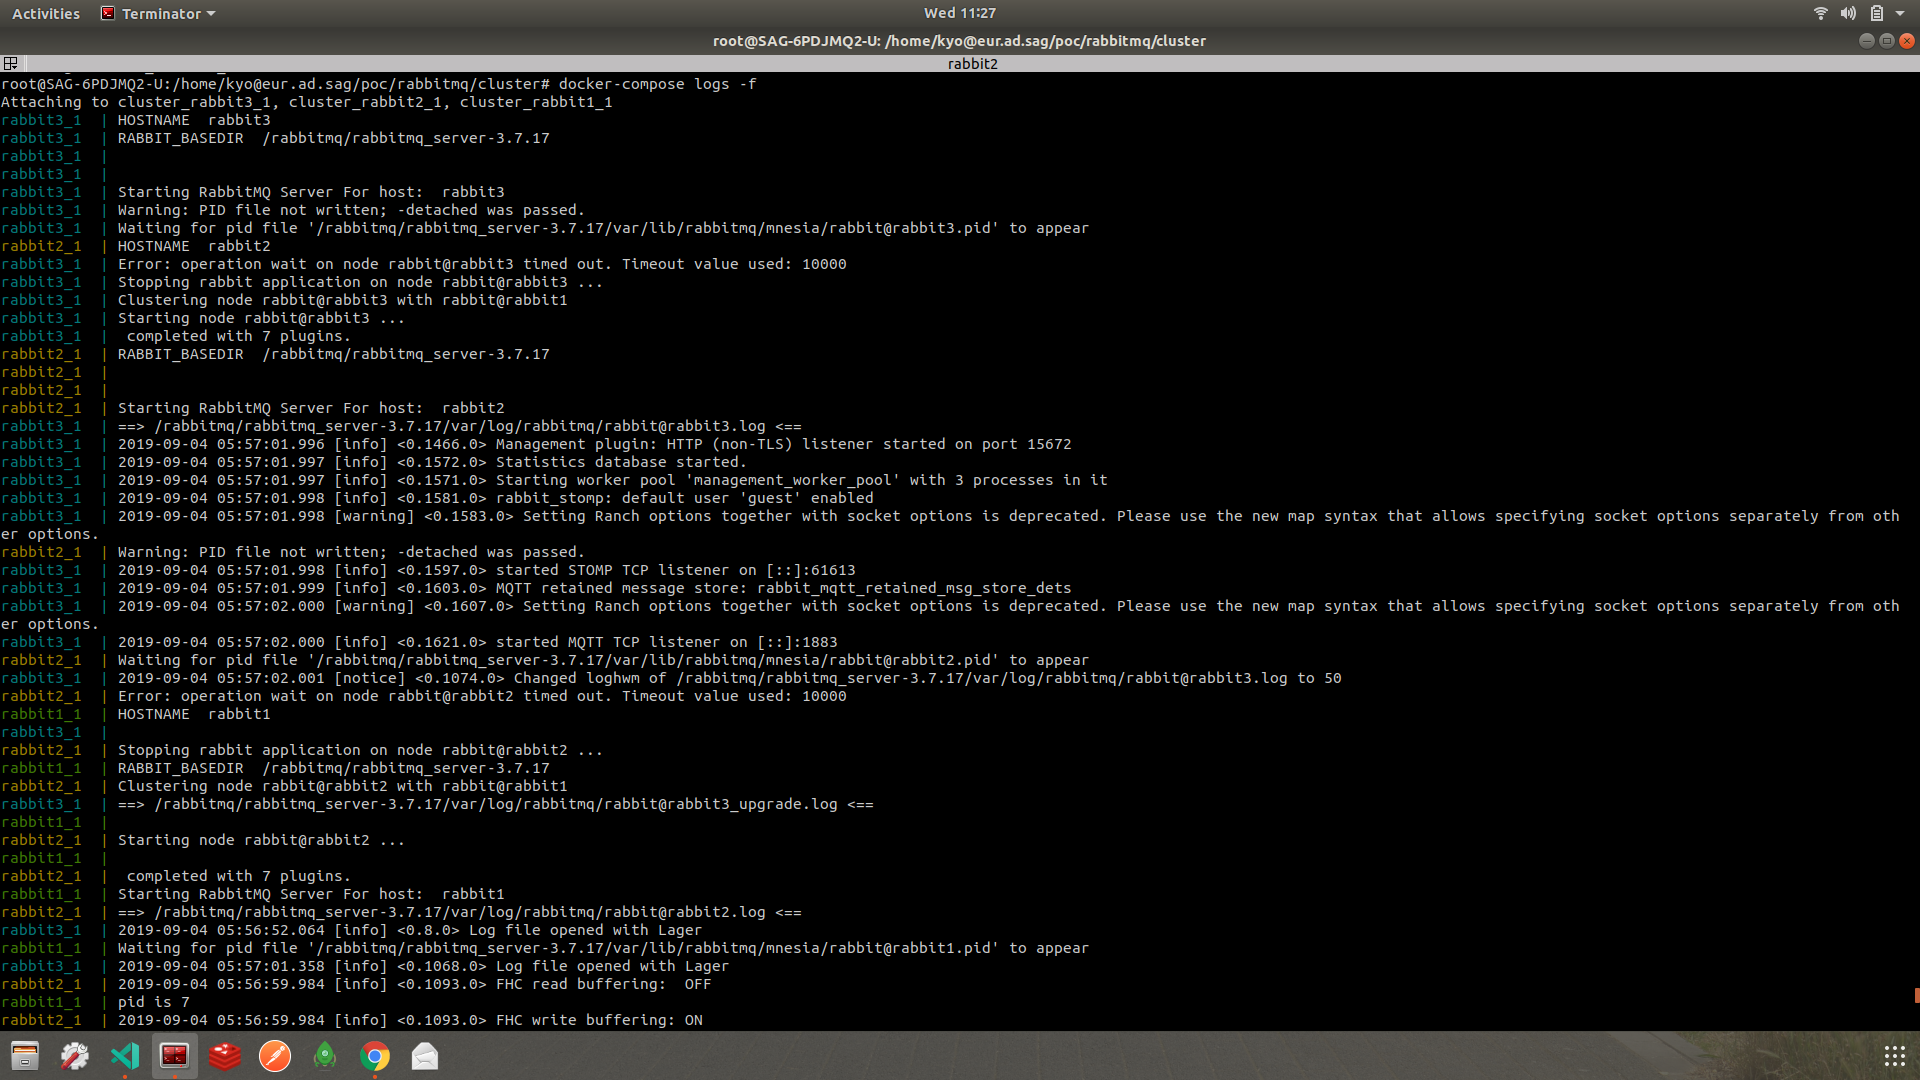 Activities Terminator Wed 11:27
root@SAG-6PDJMQ2-U: /home/kyo@eur.ad.sag/poc/rabbitmq/cluster
rabbit2
root@SAG-6PDJMQ2-U:/home/kyo@eur.ad.sag/poc/rabbitmq/cluster# docker-compose logs -f
Attaching to cluster_rabbit3_1, cluster_rabbit2_1, cluster_rabbit1_1
rabbit3_1  | HOSTNAME  rabbit3
rabbit3_1  | RABBIT_BASEDIR  /rabbitmq/rabbitmq_server-3.7.17
rabbit3_1  |
rabbit3_1  |
rabbit3_1  | Starting RabbitMQ Server For host:  rabbit3
rabbit3_1  | Warning: PID file not written; -detached was passed.
rabbit3_1  | Waiting for pid file '/rabbitmq/rabbitmq_server-3.7.17/var/lib/rabbitmq/mnesia/rabbit@rabbit3.pid' to appear
rabbit2_1  | HOSTNAME  rabbit2
rabbit3_1  | Error: operation wait on node rabbit@rabbit3 timed out. Timeout value used: 10000
rabbit3_1  | Stopping rabbit application on node rabbit@rabbit3 ...
rabbit3_1  | Clustering node rabbit@rabbit3 with rabbit@rabbit1
rabbit3_1  | Starting node rabbit@rabbit3 ...
rabbit3_1  |  completed with 7 plugins.
rabbit2_1  | RABBIT_BASEDIR  /rabbitmq/rabbitmq_server-3.7.17
rabbit2_1  |
rabbit2_1  |
rabbit2_1  | Starting RabbitMQ Server For host:  rabbit2
rabbit3_1  | ==> /rabbitmq/rabbitmq_server-3.7.17/var/log/rabbitmq/rabbit@rabbit3.log <==
rabbit3_1  | 2019-09-04 05:57:01.996 [info] <0.1466.0> Management plugin: HTTP (non-TLS) listener started on port 15672
rabbit3_1  | 2019-09-04 05:57:01.997 [info] <0.1572.0> Statistics database started.
rabbit3_1  | 2019-09-04 05:57:01.997 [info] <0.1571.0> Starting worker pool 'management_worker_pool' with 3 processes in it
rabbit3_1  | 2019-09-04 05:57:01.998 [info] <0.1581.0> rabbit_stomp: default user 'guest' enabled
rabbit3_1  | 2019-09-04 05:57:01.998 [warning] <0.1583.0> Setting Ranch options together with socket options is deprecated. Please use the new map syntax that allows specifying socket options separately from oth
er options.
rabbit2_1  | Warning: PID file not written; -detached was passed.
rabbit3_1  | 2019-09-04 05:57:01.998 [info] <0.1597.0> started STOMP TCP listener on [::]:61613
rabbit3_1  | 2019-09-04 05:57:01.999 [info] <0.1603.0> MQTT retained message store: rabbit_mqtt_retained_msg_store_dets
rabbit3_1  | 2019-09-04 05:57:02.000 [warning] <0.1607.0> Setting Ranch options together with socket options is deprecated. Please use the new map syntax that allows specifying socket options separately from oth
er options.
rabbit3_1  | 2019-09-04 05:57:02.000 [info] <0.1621.0> started MQTT TCP listener on [::]:1883
rabbit2_1  | Waiting for pid file '/rabbitmq/rabbitmq_server-3.7.17/var/lib/rabbitmq/mnesia/rabbit@rabbit2.pid' to appear
rabbit3_1  | 2019-09-04 05:57:02.001 [notice] <0.1074.0> Changed loghwm of /rabbitmq/rabbitmq_server-3.7.17/var/log/rabbitmq/rabbit@rabbit3.log to 50
rabbit2_1  | Error: operation wait on node rabbit@rabbit2 timed out. Timeout value used: 10000
rabbit1_1  | HOSTNAME  rabbit1
rabbit3_1  |
rabbit2_1  | Stopping rabbit application on node rabbit@rabbit2 ...
rabbit1_1  | RABBIT_BASEDIR  /rabbitmq/rabbitmq_server-3.7.17
rabbit2_1  | Clustering node rabbit@rabbit2 with rabbit@rabbit1
rabbit3_1  | ==> /rabbitmq/rabbitmq_server-3.7.17/var/log/rabbitmq/rabbit@rabbit3_upgrade.log <==
rabbit1_1  |
rabbit2_1  | Starting node rabbit@rabbit2 ...
rabbit1_1  |
rabbit2_1  |  completed with 7 plugins.
rabbit1_1  | Starting RabbitMQ Server For host:  rabbit1
rabbit2_1  | ==> /rabbitmq/rabbitmq_server-3.7.17/var/log/rabbitmq/rabbit@rabbit2.log <==
rabbit3_1  | 2019-09-04 05:56:52.064 [info] <0.8.0> Log file opened with Lager
rabbit1_1  | Waiting for pid file '/rabbitmq/rabbitmq_server-3.7.17/var/lib/rabbitmq/mnesia/rabbit@rabbit1.pid' to appear
rabbit3_1  | 2019-09-04 05:57:01.358 [info] <0.1068.0> Log file opened with Lager
rabbit2_1  | 2019-09-04 05:56:59.984 [info] <0.1093.0> FHC read buffering:  OFF
rabbit1_1  | pid is 7
rabbit2_1  | 2019-09-04 05:56:59.984 [info] <0.1093.0> FHC write buffering: ON